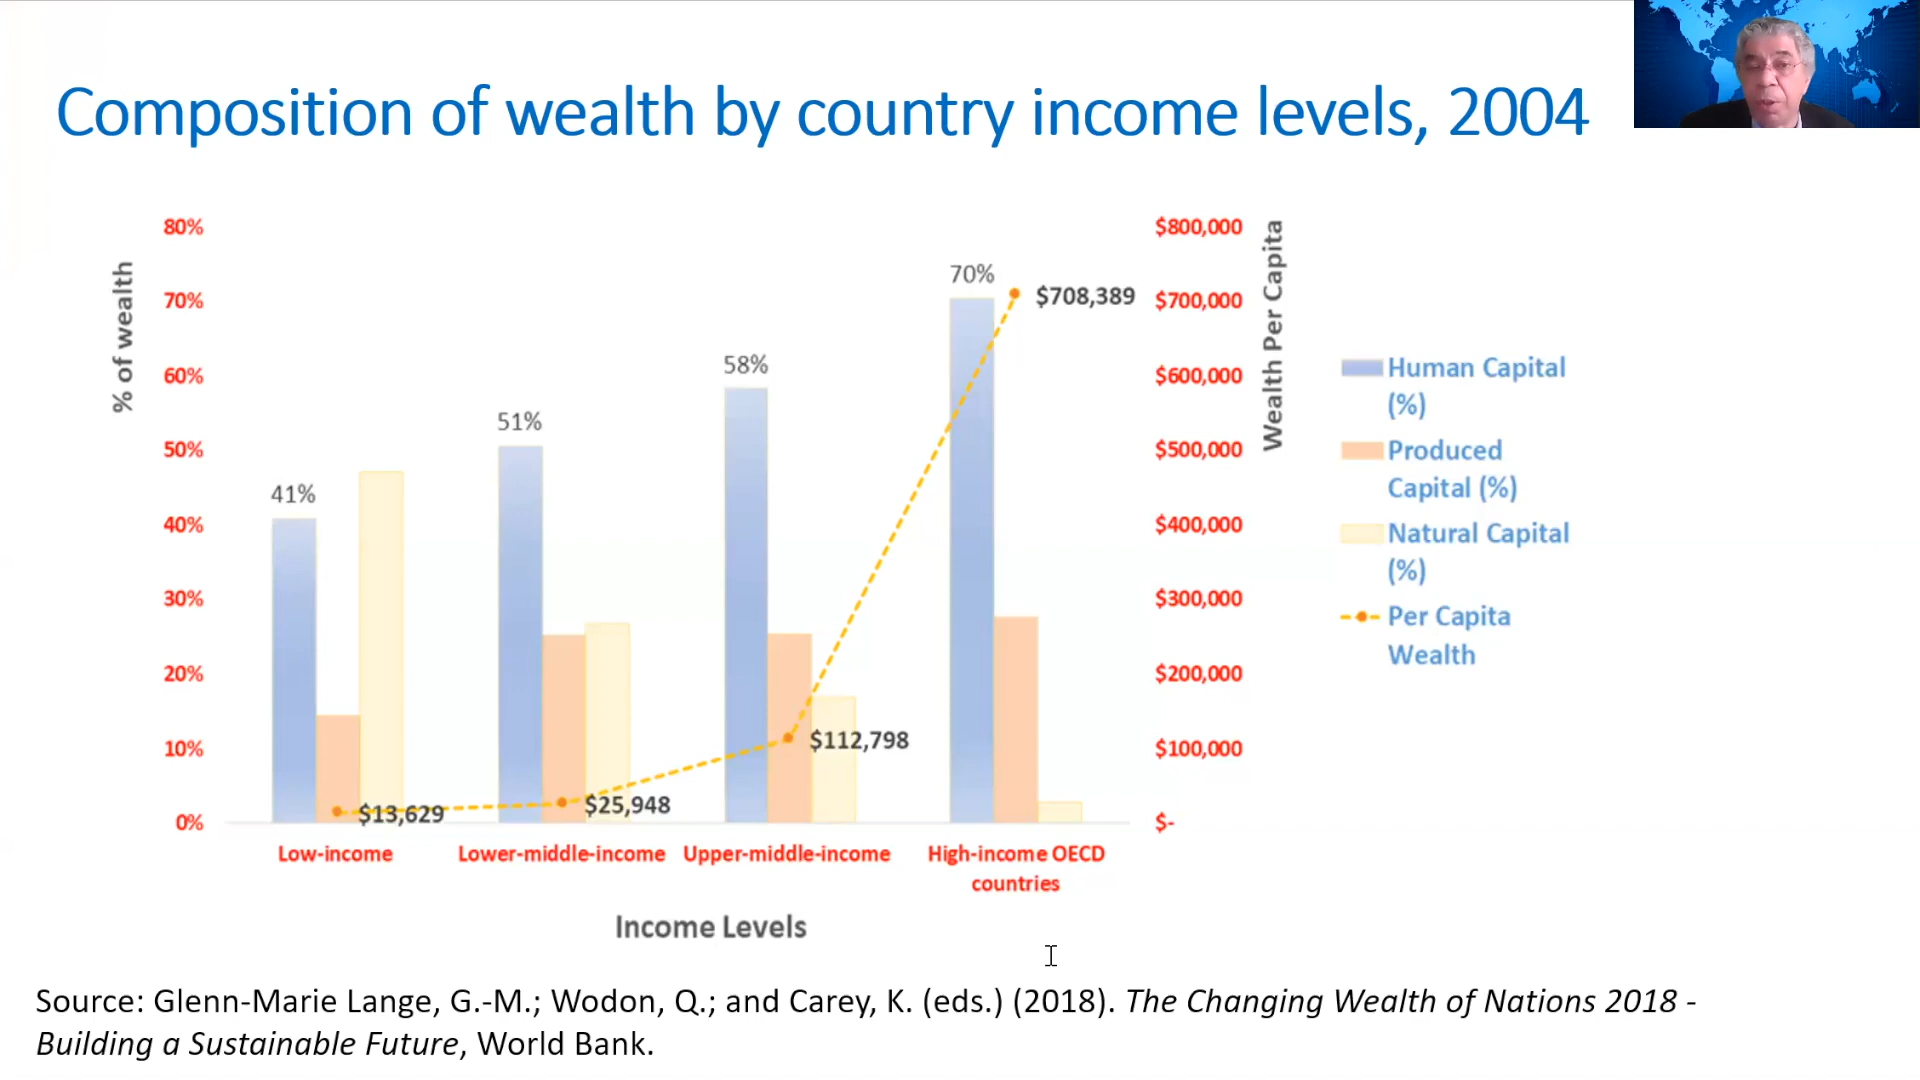 Composition of wealth by country income levels, 2004
% of wealth
80%
70%
60%
50%
40%
30%
20%
10%
0%
41%
51%
58%
70%
$13,629
$25,948
$112,798
$708,389
$800,000
$700,000
$600,000
$500,000
$400,000
$300,000
$200,000
$100,000
$-
Wealth Per Capita
Human Capital
(%)
Produced
Capital (%)
Natural Capital
(%)
Per Capita
Wealth
Low-income
Lower-middle-income
Upper-middle-income
High-income OECD
countries
Income Levels
Source: Glenn-Marie Lange, G.-M.; Wodon, Q.; and Carey, K. (eds.) (2018). The Changing Wealth of Nations 2018 -
Building a Sustainable Future, World Bank.